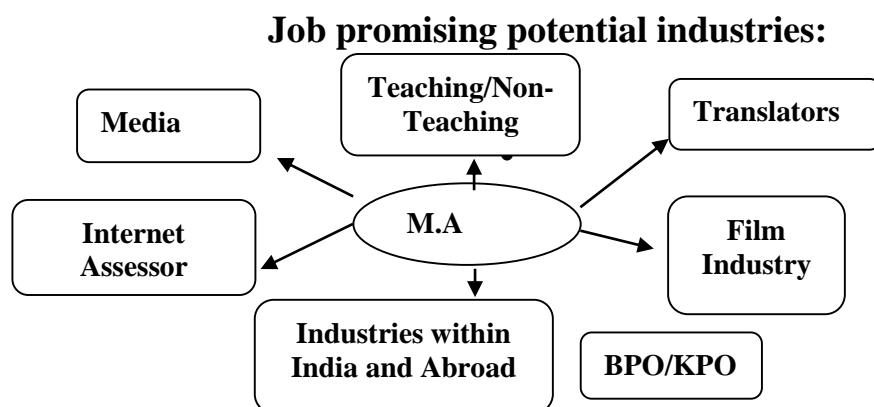 Job promising potential industries:
Teaching/Non-
Teaching
Media
Translators
M.A
Internet
Assessor
Film
Industry
Industries within
India and Abroad
BPO/KPO